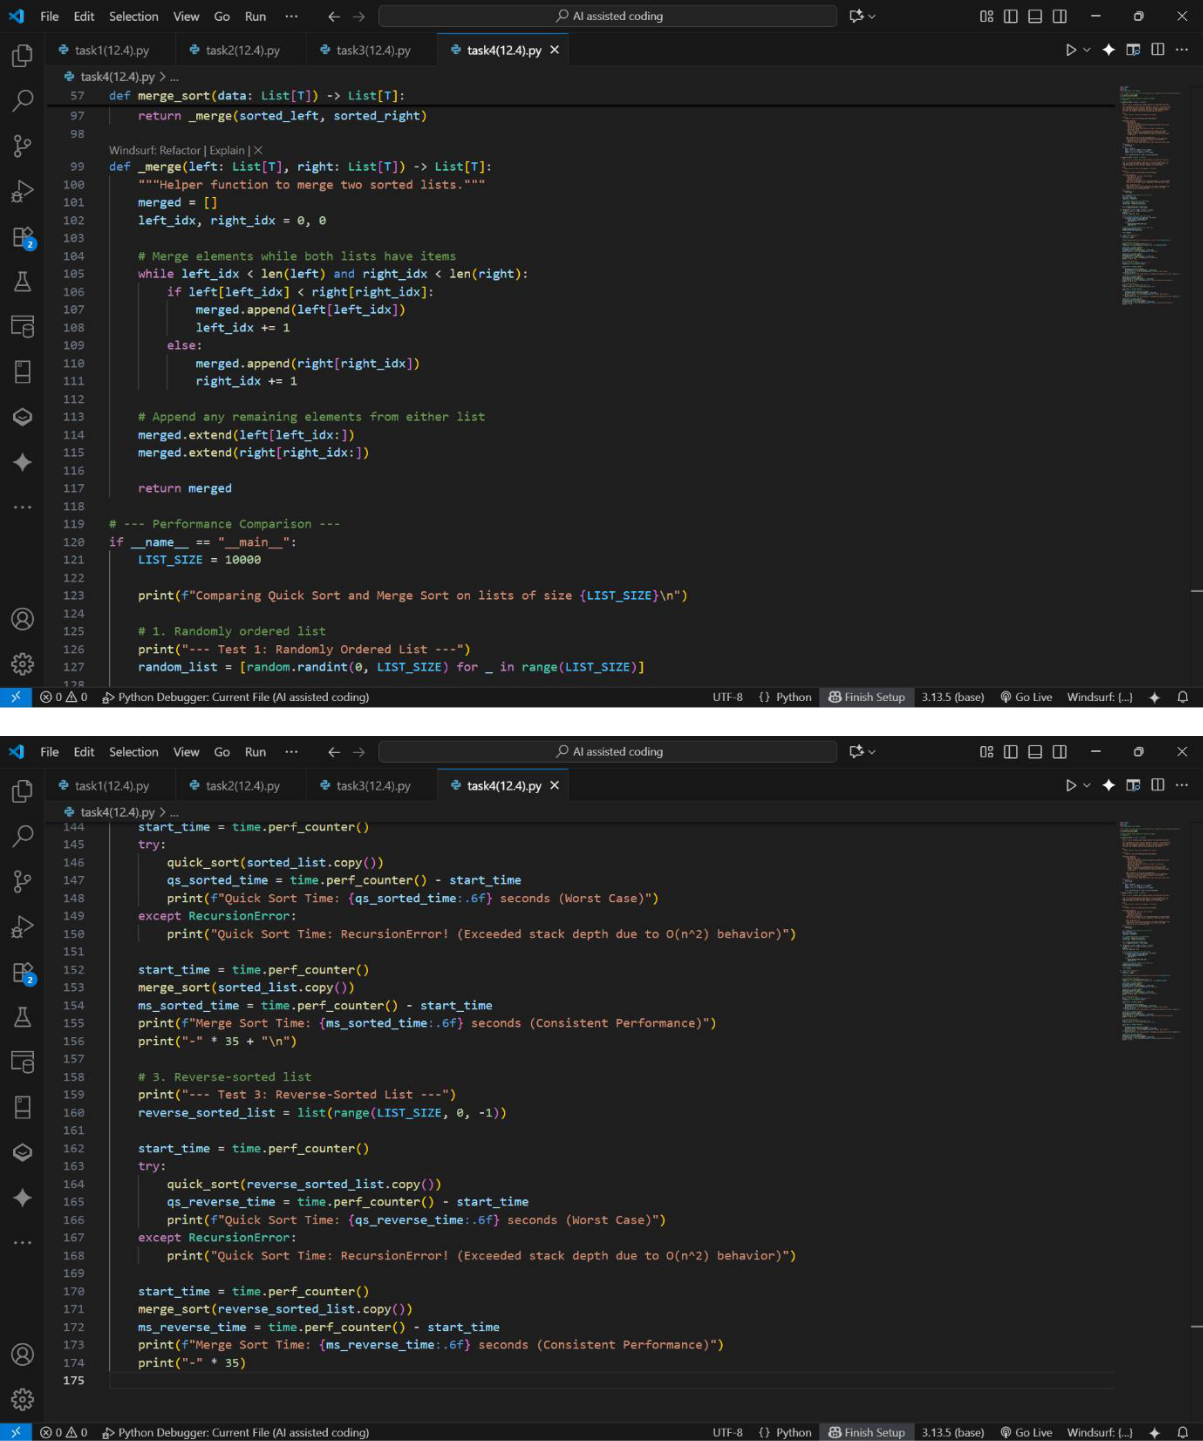 File Edit Selection View Go Run ··· ← → AI assisted coding
task1(12.4).py task2(12.4).py task3(12.4).py task4(12.4).py ×
task4(12.4).py > ...
57 def merge_sort(data: List[T]) -> List[T]:
97 return _merge(sorted_left, sorted_right)
98
Windsurf: Refactor | Explain | ×
99 def _merge(left: List[T], right: List[T]) -> List[T]:
100 """Helper function to merge two sorted lists."""
101 merged = []
102 left_idx, right_idx = 0, 0
103
104 # Merge elements while both lists have items
105 while left_idx < len(left) and right_idx < len(right):
106 if left[left_idx] < right[right_idx]:
107 merged.append(left[left_idx])
108 left_idx += 1
109 else:
110 merged.append(right[right_idx])
111 right_idx += 1
112
113 # Append any remaining elements from either list
114 merged.extend(left[left_idx:])
115 merged.extend(right[right_idx:])
116
117 return merged
118
119 # --- Performance Comparison ---
120 if __name__ == "__main__":
121 LIST_SIZE = 10000
122
123 print(f"Comparing Quick Sort and Merge Sort on lists of size {LIST_SIZE}\n")
124
125 # 1. Randomly ordered list
126 print("--- Test 1: Randomly Ordered List ---")
127 random_list = [random.randint(0, LIST_SIZE) for _ in range(LIST_SIZE)]
128
0 0 Python Debugger: Current File (AI assisted coding) UTF-8 {} Python Finish Setup 3.13.5 (base) Go Live Windsurf: {...}
File Edit Selection View Go Run ··· ← → AI assisted coding
task1(12.4).py task2(12.4).py task3(12.4).py task4(12.4).py ×
task4(12.4).py > ...
144 start_time = time.perf_counter()
145 try:
146 quick_sort(sorted_list.copy())
147 qs_sorted_time = time.perf_counter() - start_time
148 print(f"Quick Sort Time: {qs_sorted_time:.6f} seconds (Worst Case)")
149 except RecursionError:
150 print("Quick Sort Time: RecursionError! (Exceeded stack depth due to O(n^2) behavior)")
151
152 start_time = time.perf_counter()
153 merge_sort(sorted_list.copy())
154 ms_sorted_time = time.perf_counter() - start_time
155 print(f"Merge Sort Time: {ms_sorted_time:.6f} seconds (Consistent Performance)")
156 print("-" * 35 + "\n")
157
158 # 3. Reverse-sorted list
159 print("--- Test 3: Reverse-Sorted List ---")
160 reverse_sorted_list = list(range(LIST_SIZE, 0, -1))
161
162 start_time = time.perf_counter()
163 try:
164 quick_sort(reverse_sorted_list.copy())
165 qs_reverse_time = time.perf_counter() - start_time
166 print(f"Quick Sort Time: {qs_reverse_time:.6f} seconds (Worst Case)")
167 except RecursionError:
168 print("Quick Sort Time: RecursionError! (Exceeded stack depth due to O(n^2) behavior)")
169
170 start_time = time.perf_counter()
171 merge_sort(reverse_sorted_list.copy())
172 ms_reverse_time = time.perf_counter() - start_time
173 print(f"Merge Sort Time: {ms_reverse_time:.6f} seconds (Consistent Performance)")
174 print("-" * 35)
175
0 0 Python Debugger: Current File (AI assisted coding) UTF-8 {} Python Finish Setup 3.13.5 (base) Go Live Windsurf: {...}